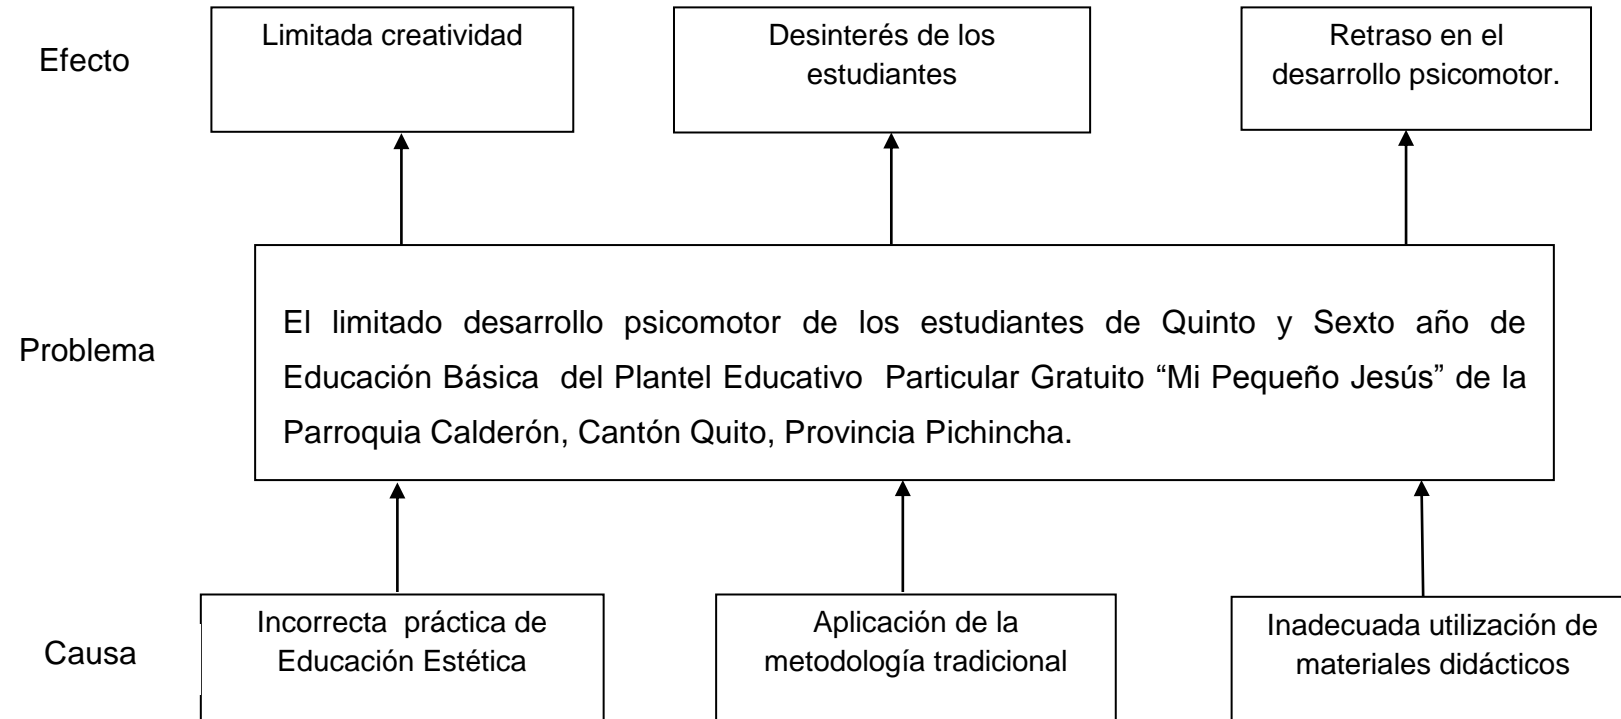 Efecto
Limitada creatividad
Desinterés de los
estudiantes
Retraso en el
desarrollo psicomotor.
Problema
El limitado desarrollo psicomotor de los estudiantes de Quinto y Sexto año de
Educación Básica del Plantel Educativo Particular Gratuito “Mi Pequeño Jesús” de la
Parroquia Calderón, Cantón Quito, Provincia Pichincha.
Causa
Incorrecta práctica de
Educación Estética
Aplicación de la
metodología tradicional
Inadecuada utilización de
materiales didácticos